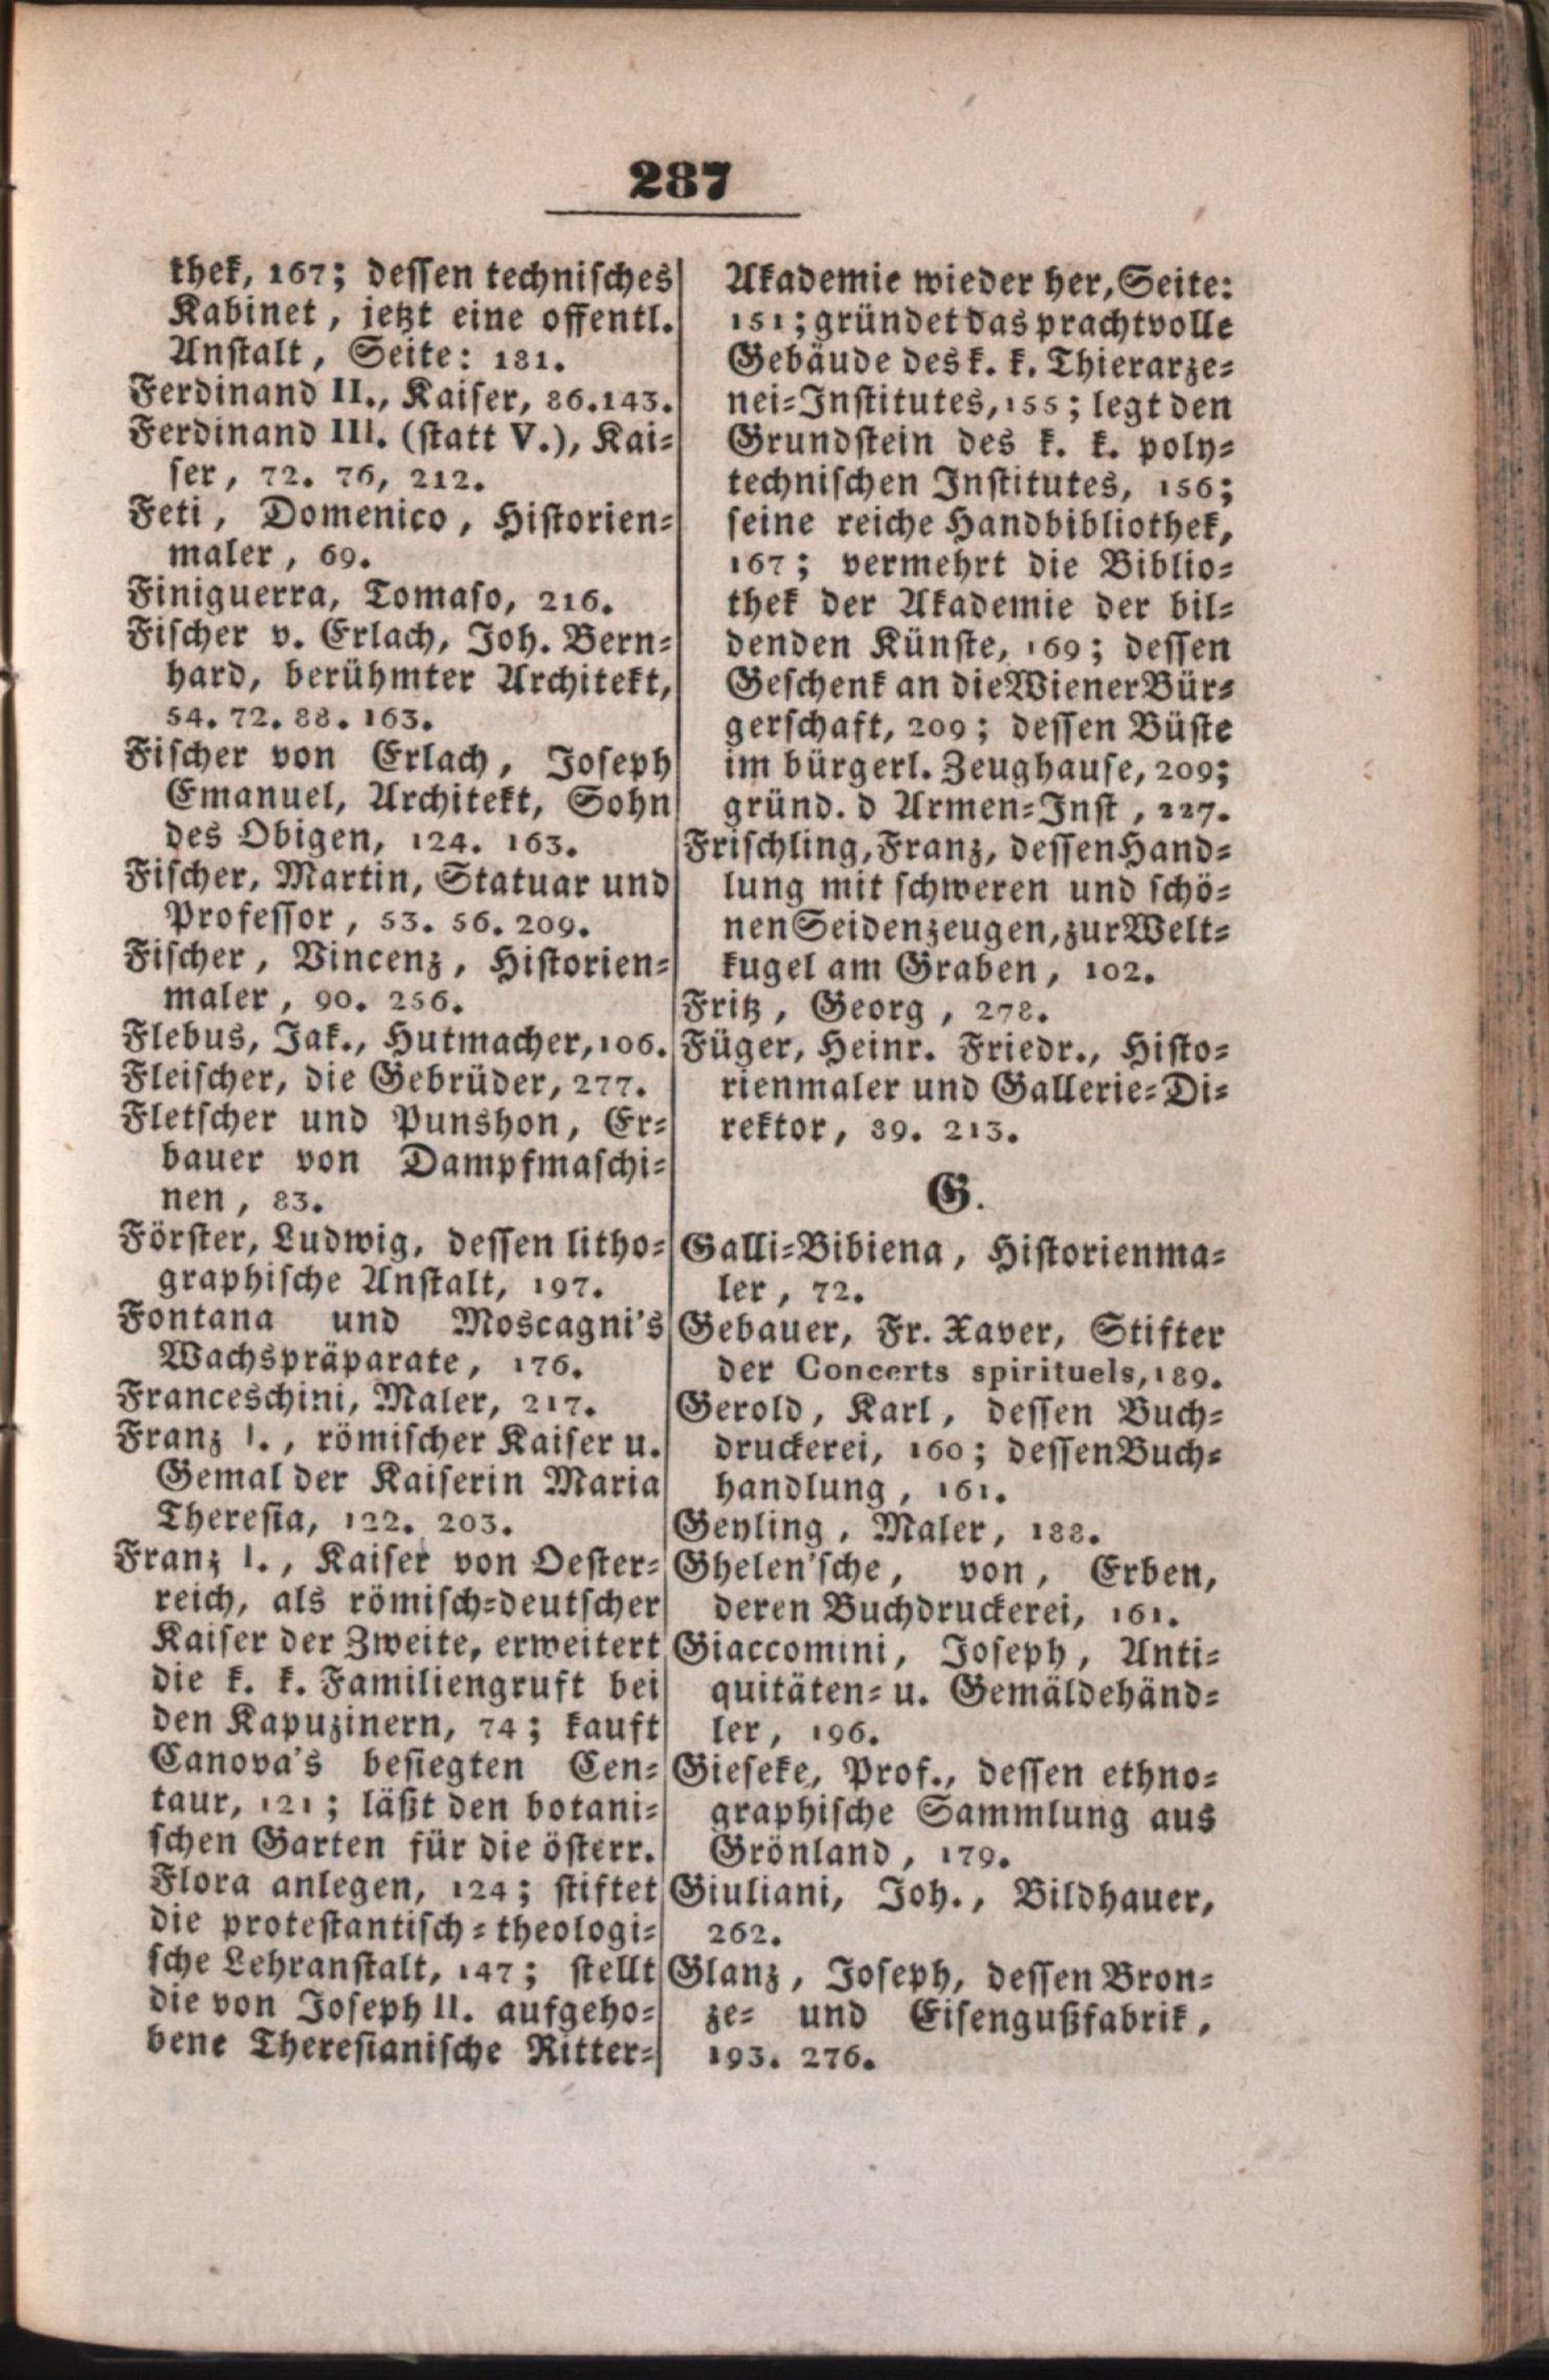 287
thek, 167; dessen technisches
Kabinet, jetzt eine offentl.
Anstalt, Seite: 181.
Ferdinand II., Kaiser, 86.143.
Ferdinand III. (statt V.), Kai=
ser, 72. 76, 212.
Feti, Domenico, Historien=
maler, 69.
Finiguerra, Tomaso, 216.
Fischer v. Erlach, Joh. Bern=
hard, berühmter Architekt,
54. 72. 88. 163.
Fischer von Erlach, Joseph
Emanuel, Architekt, Sohn
des Obigen, 124. 163.
Fischer, Martin, Statuar und
Professor, 53. 56. 209.
Fischer, Vincenz, Historien=
maler, 90. 256.
Flebus, Jak., Hutmacher, 106.
Fleischer, die Gebrüder, 277.
Fletscher und Punshon, Er=
bauer von Dampfmaschi=
nen, 83.
Förster, Ludwig, dessen litho=
graphische Anstalt, 197.
Fontana und Moscagni's
Wachspräparate, 176.
Franceschini, Maler, 217.
Franz I., römischer Kaiser u.
Gemal der Kaiserin Maria
Theresia, 122. 203.
Franz I., Kaiser von Oester=
reich, als römisch=deutscher
Kaiser der Zweite, erweitert
die k. k. Familiengruft bei
den Kapuzinern, 74; kauft
Canova's besiegten Cen=
taur, 121; läßt den botani=
schen Garten für die österr.
Flora anlegen, 124; stiftet
die protestantisch=theologi=
sche Lehranstalt, 147; stellt
die von Joseph II. aufgeho=
bene Theresianische Ritter=
Akademie wieder her, Seite:
151; gründet das prachtvolle
Gebäude des k. k. Thierarze=
nei=Institutes, 155; legt den
Grundstein des k. k. poly=
technischen Institutes, 156;
seine reiche Handbibliothek,
167; vermehrt die Biblio=
thek der Akademie der bil=
denden Künste, 169; dessen
Geschenk an die Wiener Bür=
gerschaft, 209; dessen Büste
im bürgerl. Zeughause, 209;
gründ. d Armen=Inst, 227.
Frischling, Franz, dessen Hand=
lung mit schweren und schö=
nen Seidenzeugen, zur Welt=
kugel am Graben, 102.
Fritz, Georg, 278.
Füger, Heinr. Friedr., Histo=
rienmaler und Gallerie=Di=
rektor, 89. 213.
G.
Galli=Bibiena, Historienma=
ler, 72.
Gebauer, Fr. Xaver, Stifter
der Concerts spirituels, 189.
Gerold, Karl, dessen Buch=
druckerei, 160; dessen Buch=
handlung, 161.
Geyling, Maler, 188.
Ghelen'sche, von, Erben,
deren Buchdruckerei, 161.
Giaccomini, Joseph, Anti=
quitäten= u. Gemäldehänd=
ler, 196.
Gieseke, Prof., dessen ethno=
graphische Sammlung aus
Grönland, 179.
Giuliani, Joh., Bildhauer,
262.
Glanz, Joseph, dessen Bron=
ze= und Eisengußfabrik,
193. 276.